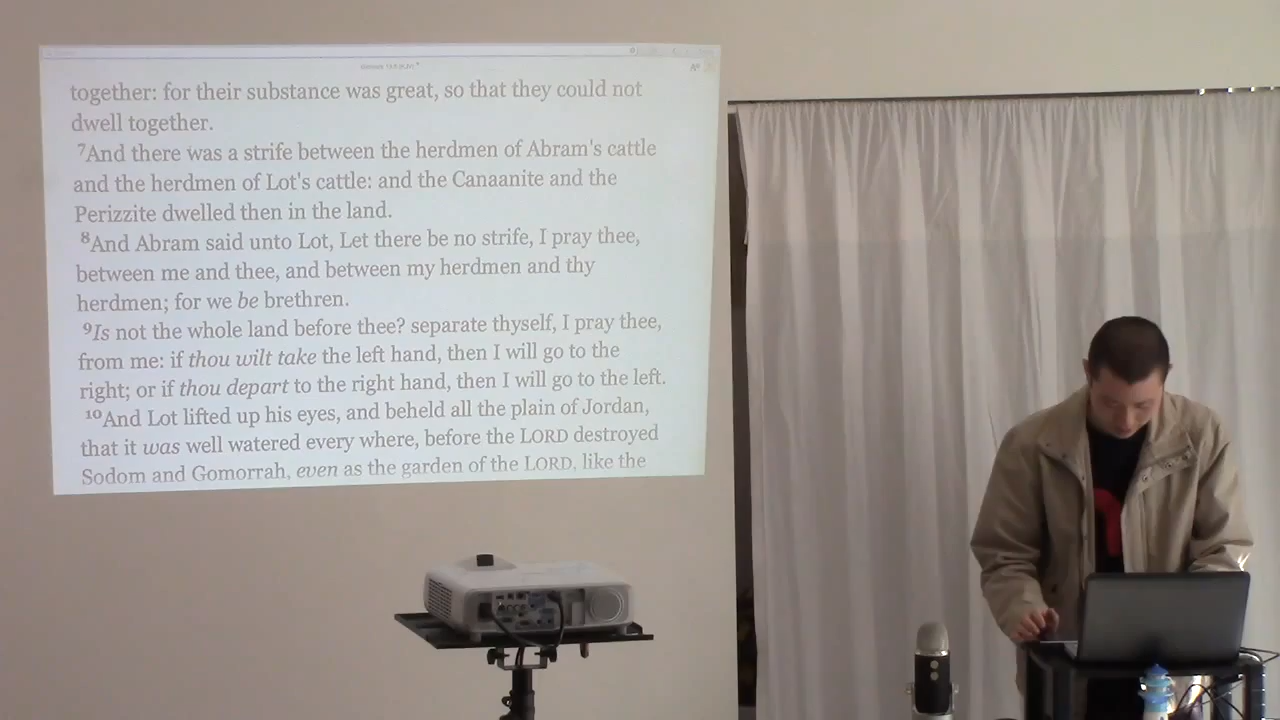 together: for their substance was great, so that they could not
dwell together.
7And there was a strife between the herdmen of Abram's cattle
and the herdmen of Lot's cattle: and the Canaanite and the
Perizzite dwelled then in the land.
8And Abram said unto Lot, Let there be no strife, I pray thee,
between me and thee, and between my herdmen and thy
herdmen; for we be brethren.
9Is not the whole land before thee? separate thyself, I pray thee,
from me: if thou wilt take the left hand, then I will go to the
right; or if thou depart to the right hand, then I will go to the left.
10And Lot lifted up his eyes, and beheld all the plain of Jordan,
that it was well watered every where, before the LORD destroyed
Sodom and Gomorrah, even as the garden of the LORD, like the